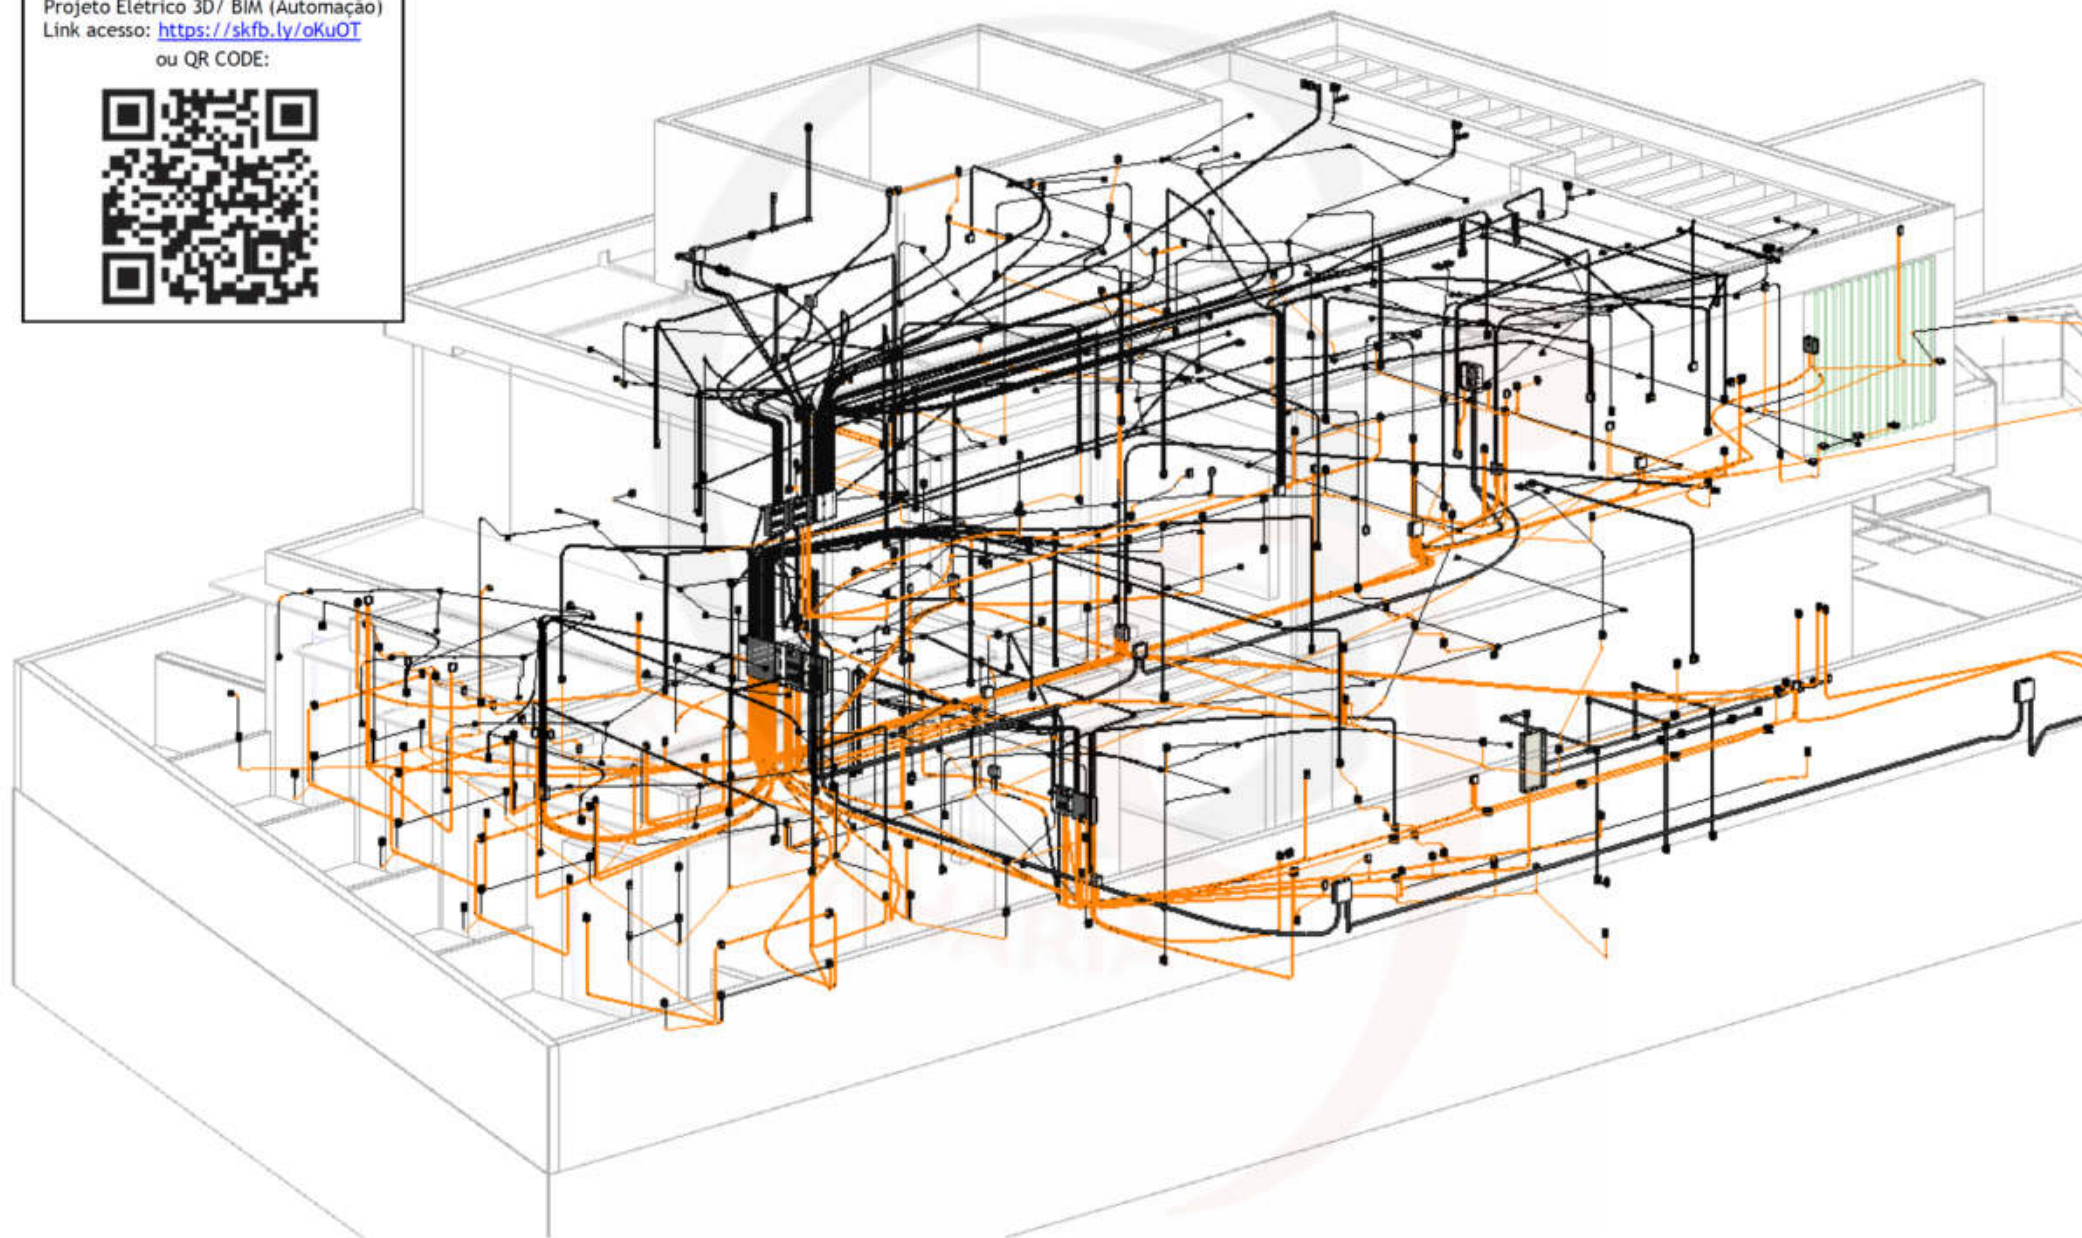 Projeto Elétrico 3D/ BIM (Automação)
Link acesso: https://skfb.ly/oKuOT
ou QR CODE: